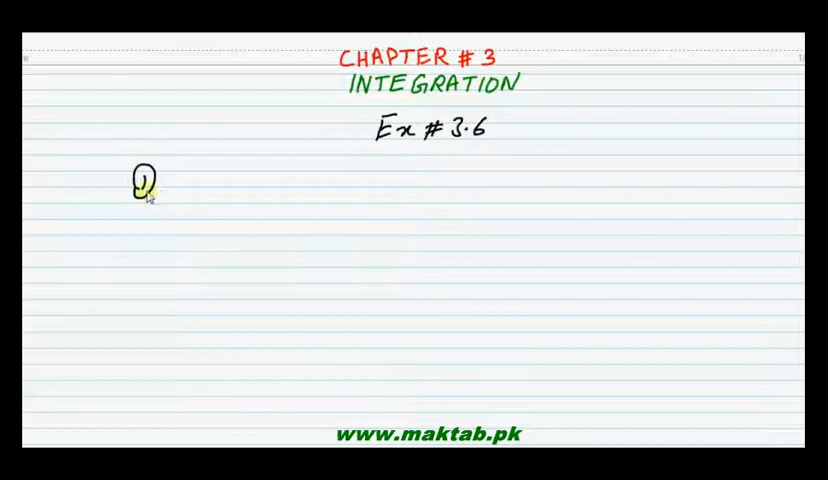 CHAPTER # 3
INTEGRATION
Ex # 3.6
www.maktab.pk